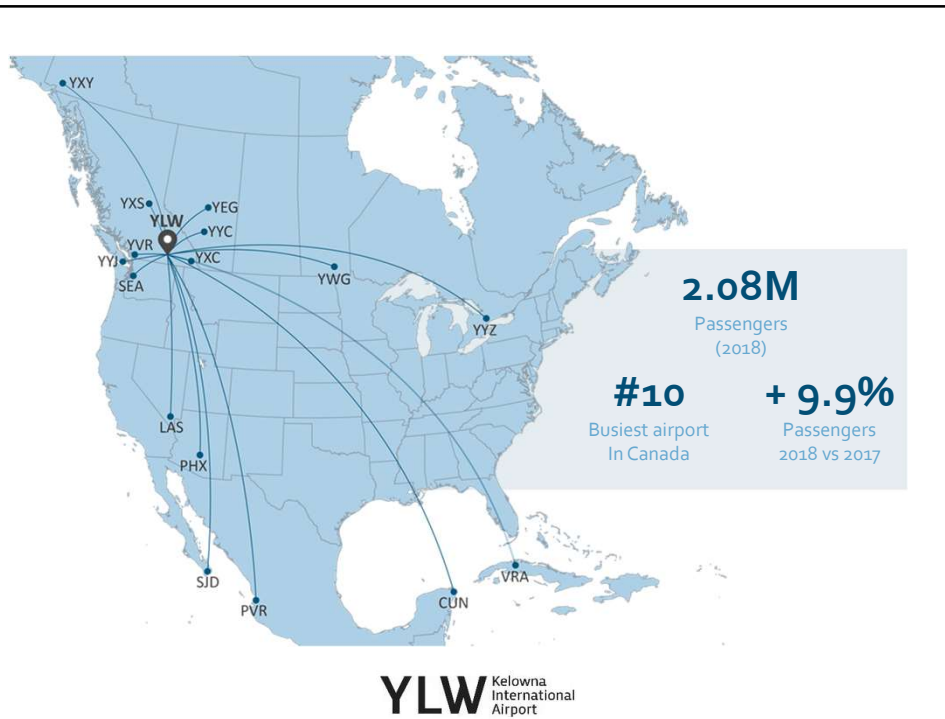 YXY
YXS
YEG
YLW
YYC
YVR
YYJ
YXC
SEA
YWG
YYZ
LAS
PHX
SJD
PVR
CUN
VRA
2.08M
Passengers
(2018)
#10
Busiest airport
In Canada
+ 9.9%
Passengers
2018 vs 2017
YLW
Kelowna
International
Airport